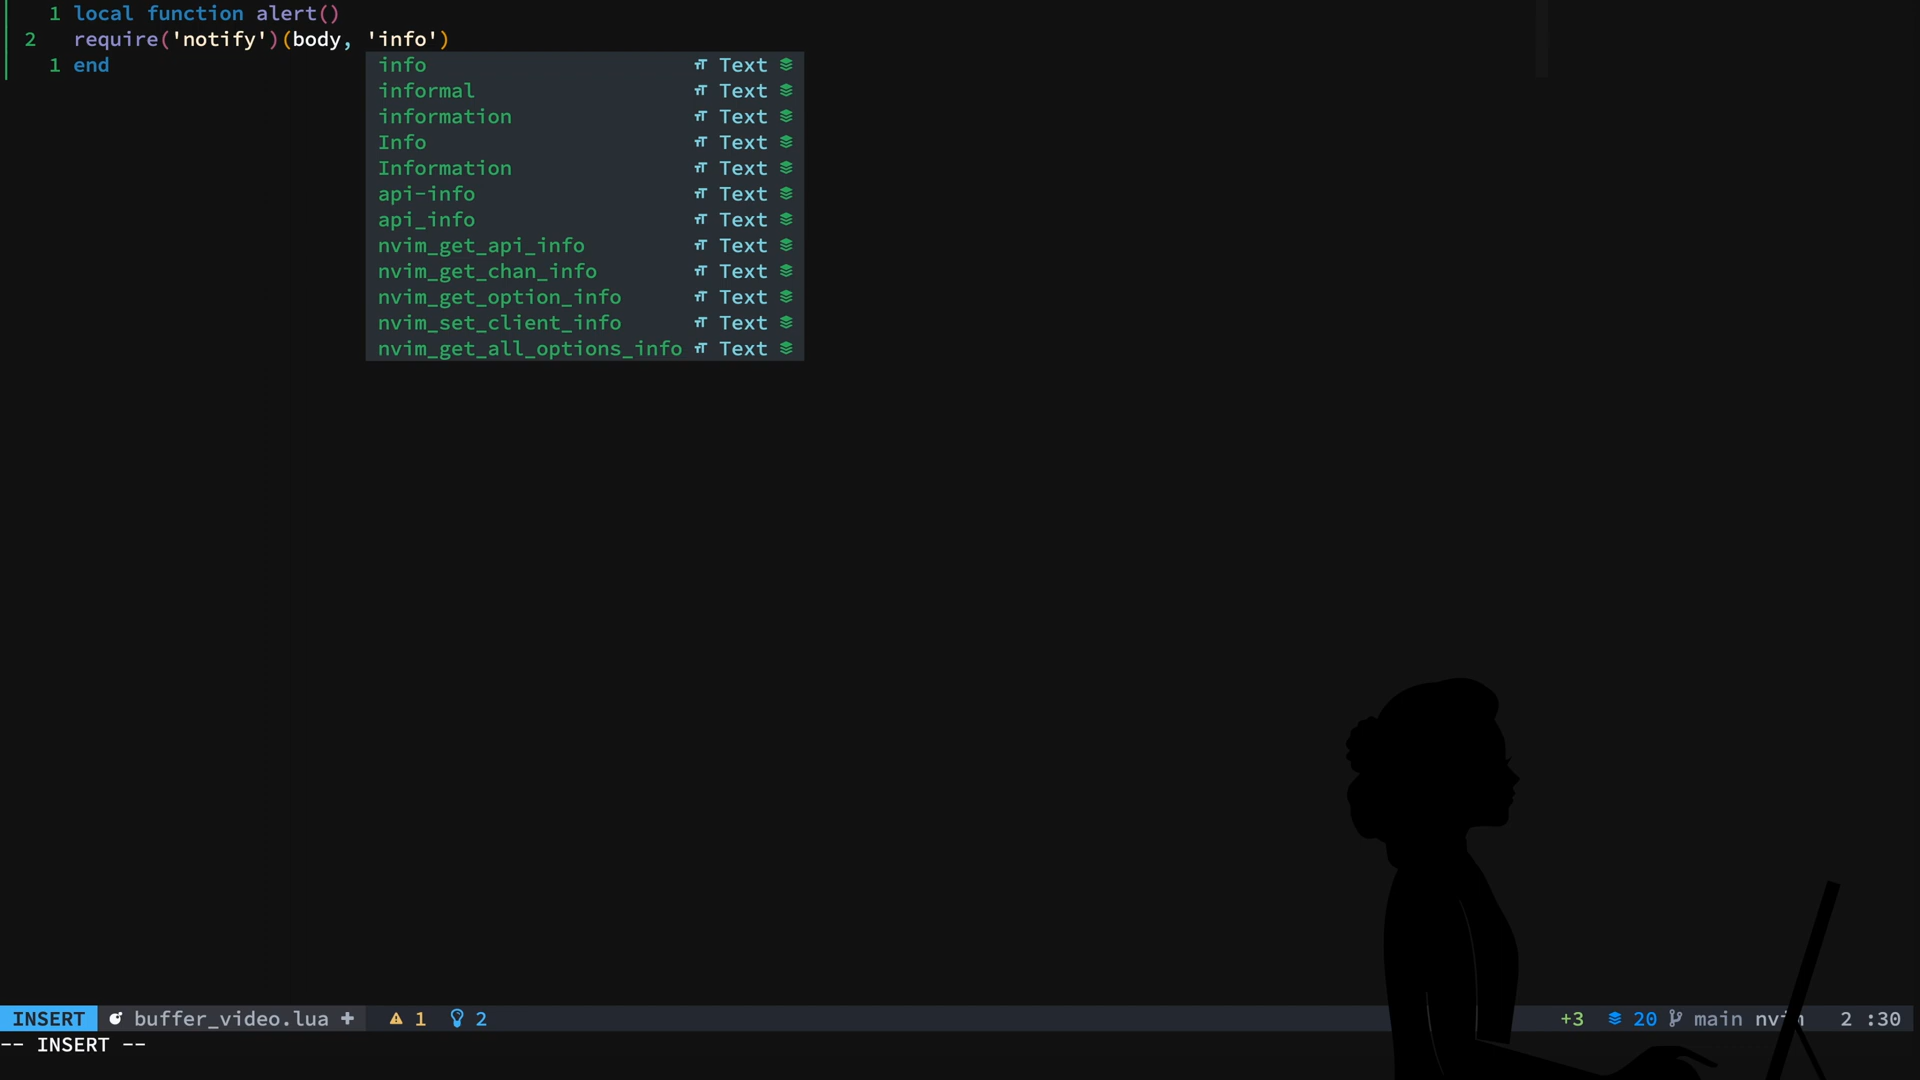 1 local function alert()
2 require('notify')(body, 'info')
1 end
info Text
informal Text
information Text
Info Text
Information Text
api-info Text
api_info Text
nvim_get_api_info Text
nvim_get_chan_info Text
nvim_get_option_info Text
nvim_set_client_info Text
nvim_get_all_options_info Text
INSERT buffer_video.lua + 1 2 +3 20 main nvim 2 :30
-- INSERT --